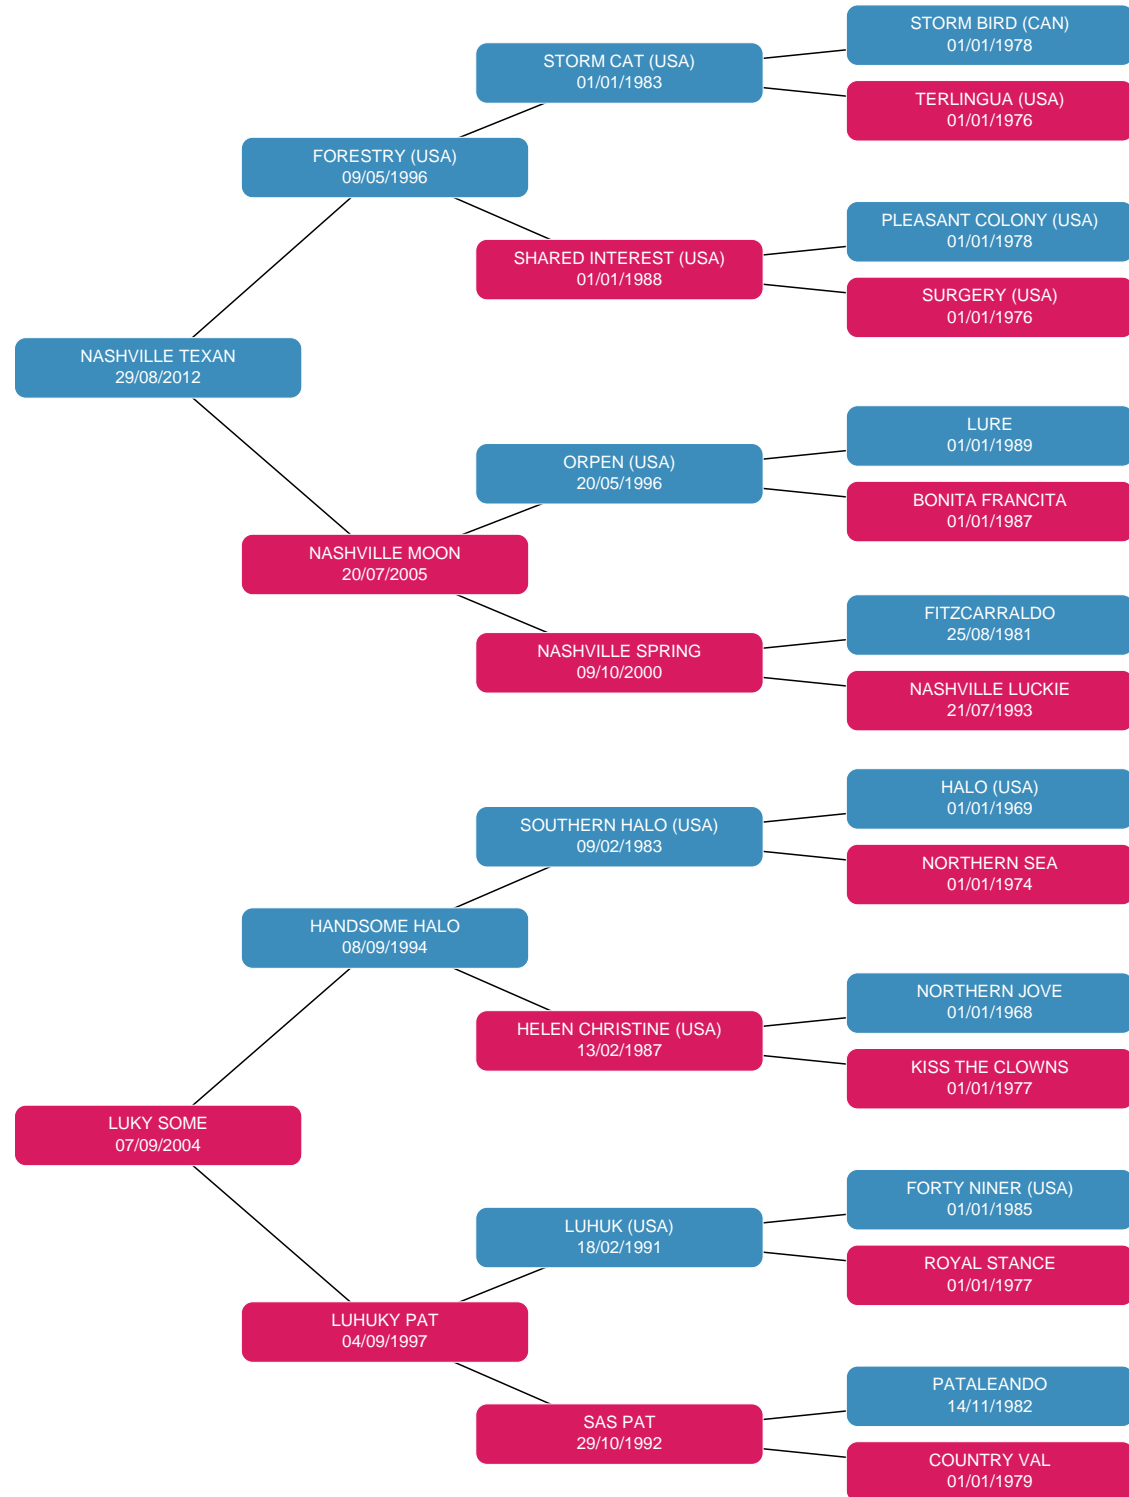 STORM BIRD (CAN)
01/01/1978
STORM CAT (USA)
01/01/1983
TERLINGUA (USA)
01/01/1976
FORESTRY (USA)
09/05/1996
PLEASANT COLONY (USA)
01/01/1978
SHARED INTEREST (USA)
01/01/1988
SURGERY (USA)
01/01/1976
NASHVILLE TEXAN
29/08/2012
LURE
01/01/1989
ORPEN (USA)
20/05/1996
BONITA FRANCITA
01/01/1987
NASHVILLE MOON
20/07/2005
FITZCARRALDO
25/08/1981
NASHVILLE SPRING
09/10/2000
NASHVILLE LUCKIE
21/07/1993
HALO (USA)
01/01/1969
SOUTHERN HALO (USA)
09/02/1983
NORTHERN SEA
01/01/1974
HANDSOME HALO
08/09/1994
NORTHERN JOVE
01/01/1968
HELEN CHRISTINE (USA)
13/02/1987
KISS THE CLOWNS
01/01/1977
LUKY SOME
07/09/2004
FORTY NINER (USA)
01/01/1985
LUHUK (USA)
18/02/1991
ROYAL STANCE
01/01/1977
LUHUKY PAT
04/09/1997
PATALEANDO
14/11/1982
SAS PAT
29/10/1992
COUNTRY VAL
01/01/1979